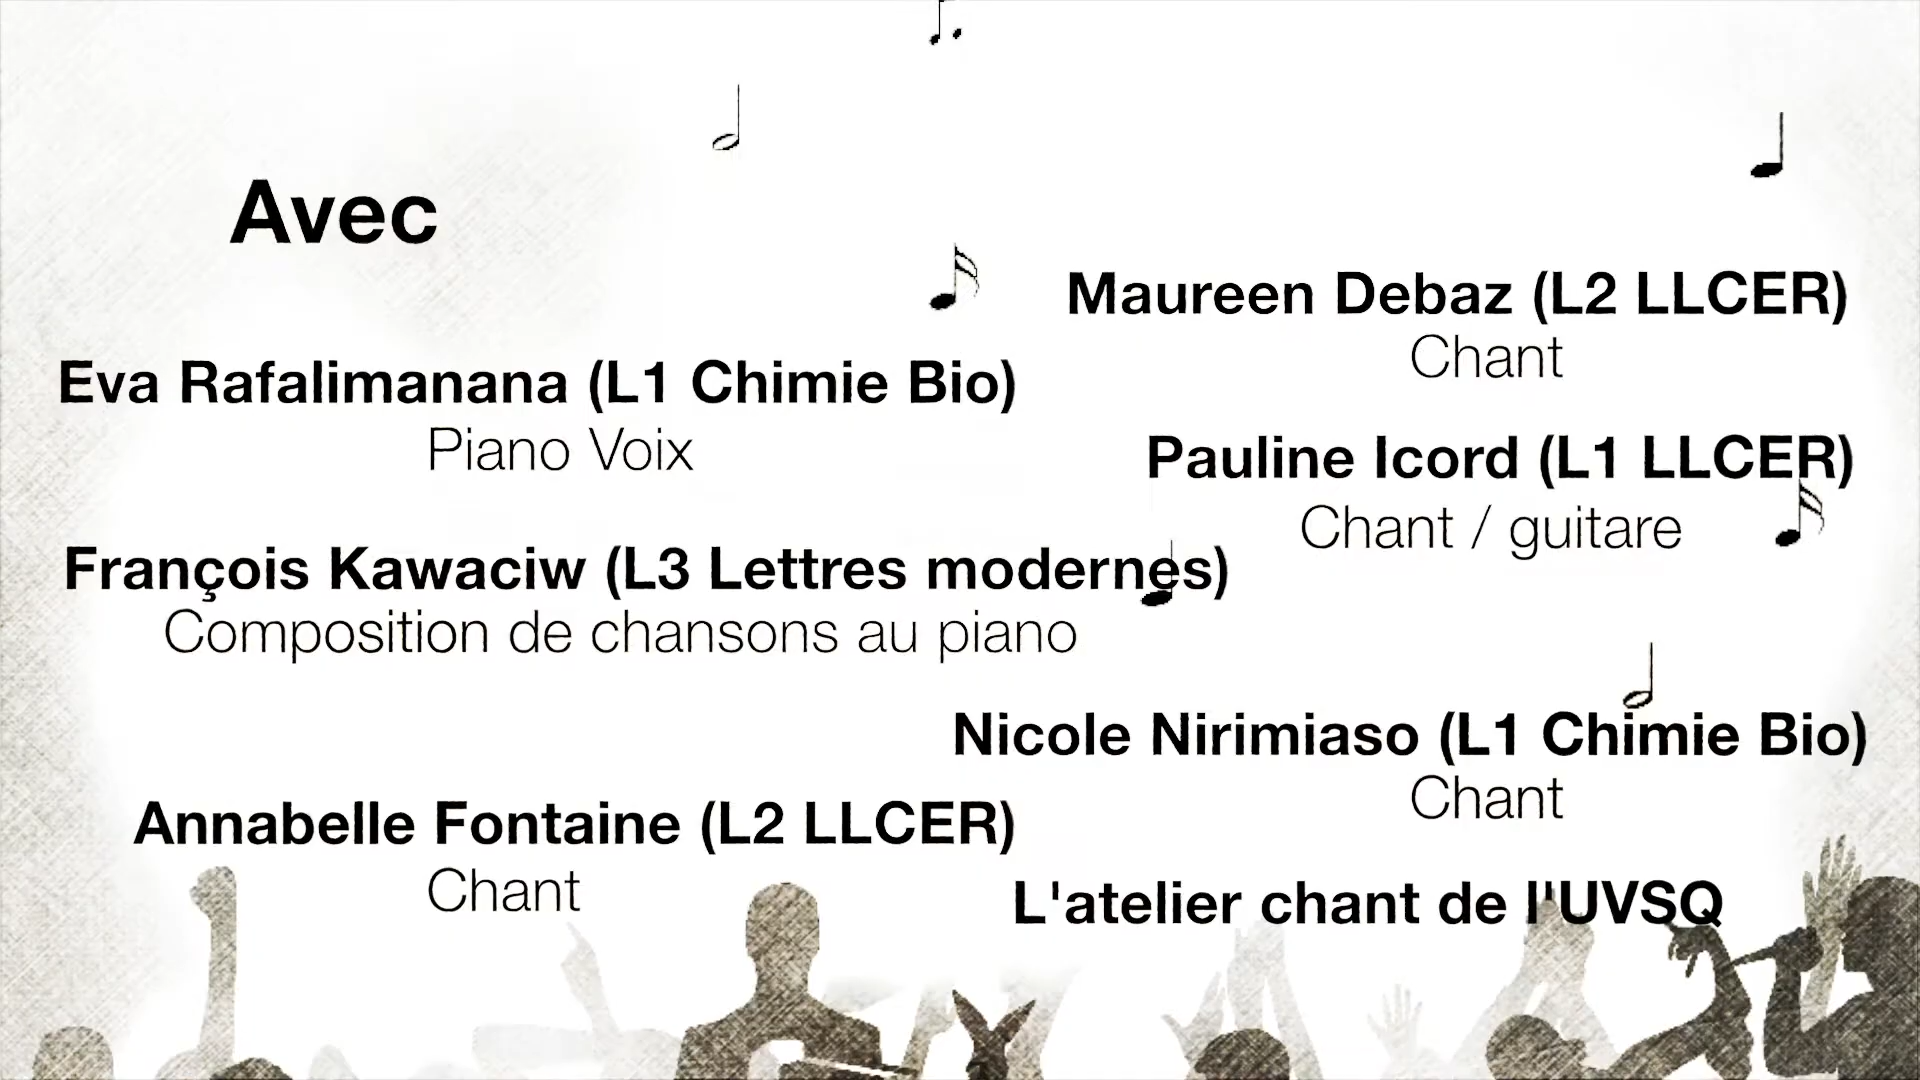 Avec
Eva Rafalimanana (L1 Chimie Bio)
Piano Voix
François Kawaciw (L3 Lettres modernes)
Composition de chansons au piano
Annabelle Fontaine (L2 LLCER)
Chant
Maureen Debaz (L2 LLCER)
Chant
Pauline Icord (L1 LLCER)
Chant / guitare
Nicole Nirimiaso (L1 Chimie Bio)
Chant
L'atelier chant de l'UVSQ